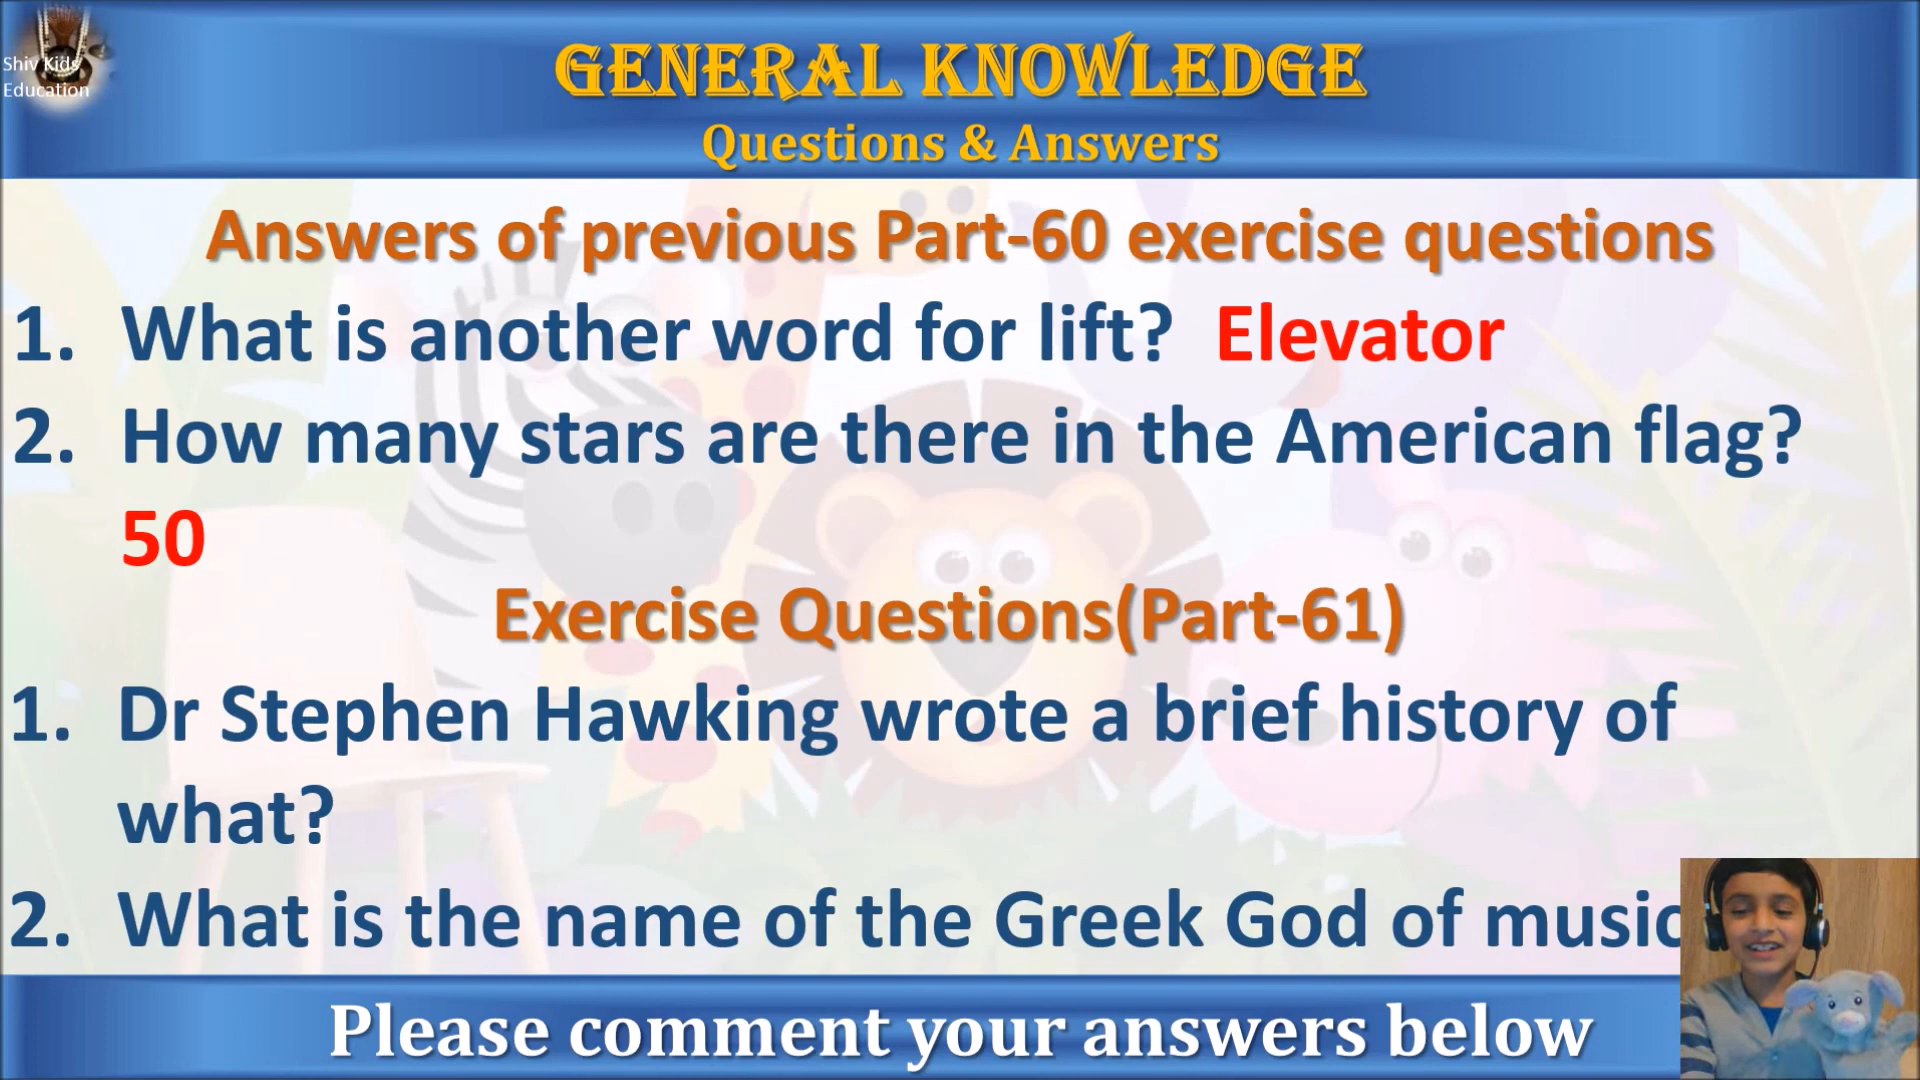 Shiv Kids
Education
GENERAL KNOWLEDGE
Questions & Answers
Answers of previous Part-60 exercise questions
1. What is another word for lift? Elevator
2. How many stars are there in the American flag?
50
Exercise Questions(Part-61)
1. Dr Stephen Hawking wrote a brief history of
what?
2. What is the name of the Greek God of music
Please comment your answers below